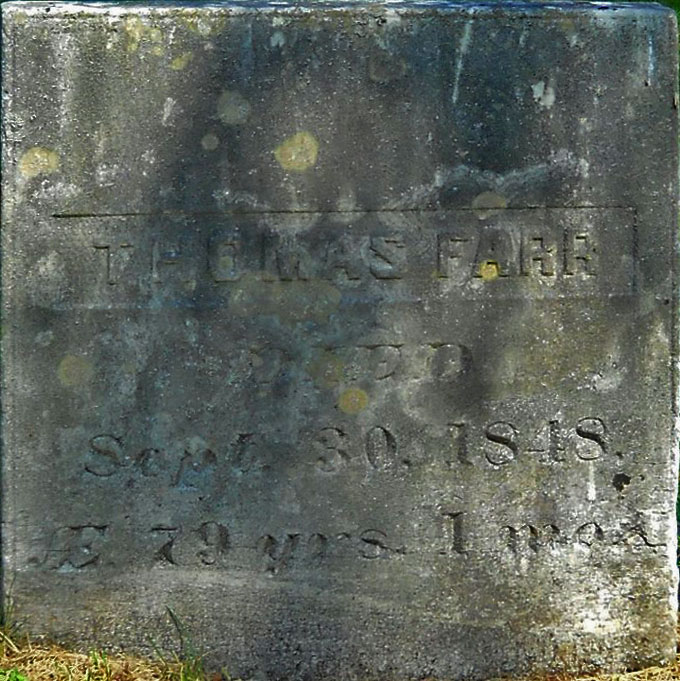 THOMAS FARR
DIED
Sept. 30, 1848.
Æ. 79 yrs. 1 mo.